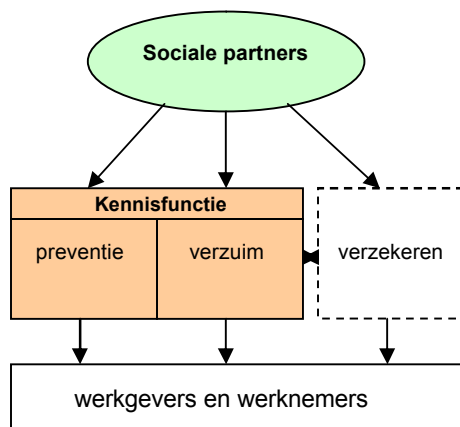 Sociale partners
Kennisfunctie
preventie
verzuim
verzekeren
werkgevers en werknemers